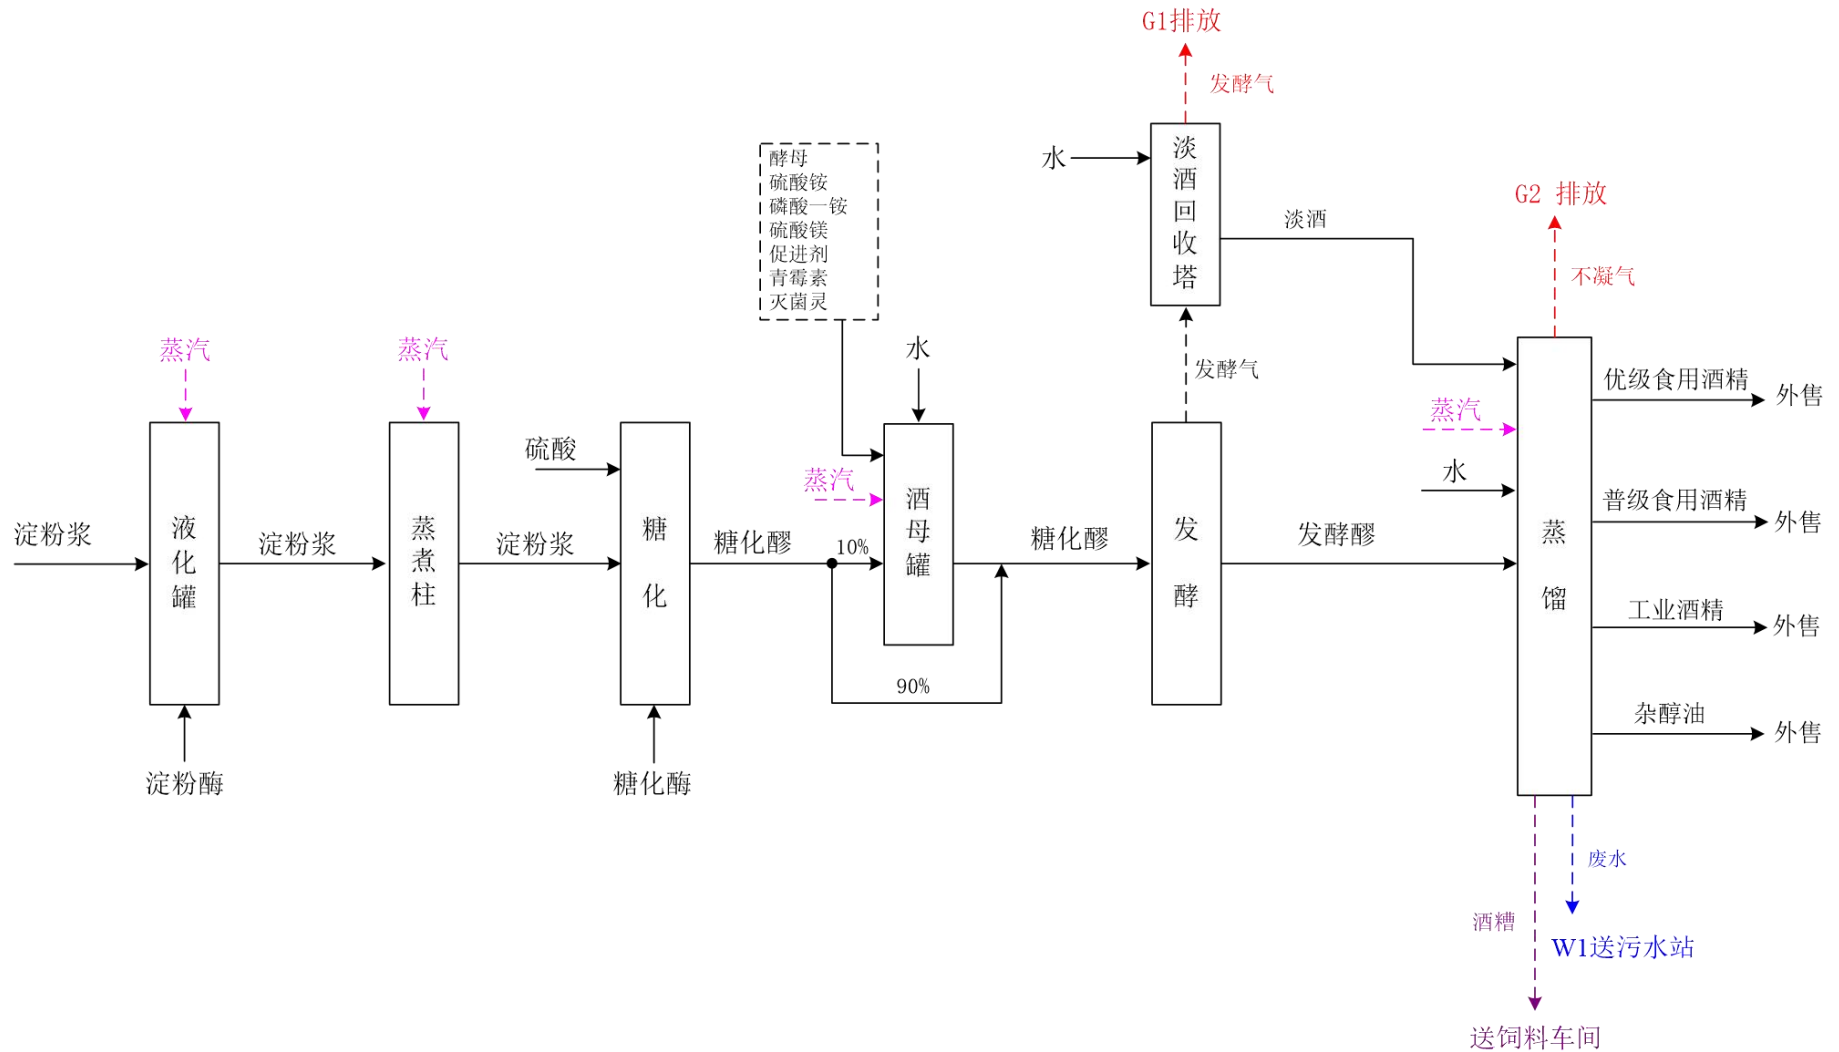 G1排放
发酵气
水
淡酒回收塔
酵母
硫酸铵
磷酸一铵
硫酸镁
促进剂
青霉素
灭菌灵
G2 排放
淡酒
不凝气
蒸汽
蒸汽
水
发酵气
优级食用酒精
外售
蒸汽
硫酸
蒸汽
水
普级食用酒精
外售
淀粉浆
液化罐
淀粉浆
蒸煮柱
淀粉浆
糖化
糖化醪
10%
酒母罐
糖化醪
发酵
发酵醪
蒸馏
工业酒精
外售
90%
杂醇油
外售
淀粉酶
糖化酶
废水
酒糟
W1送污水站
送饲料车间